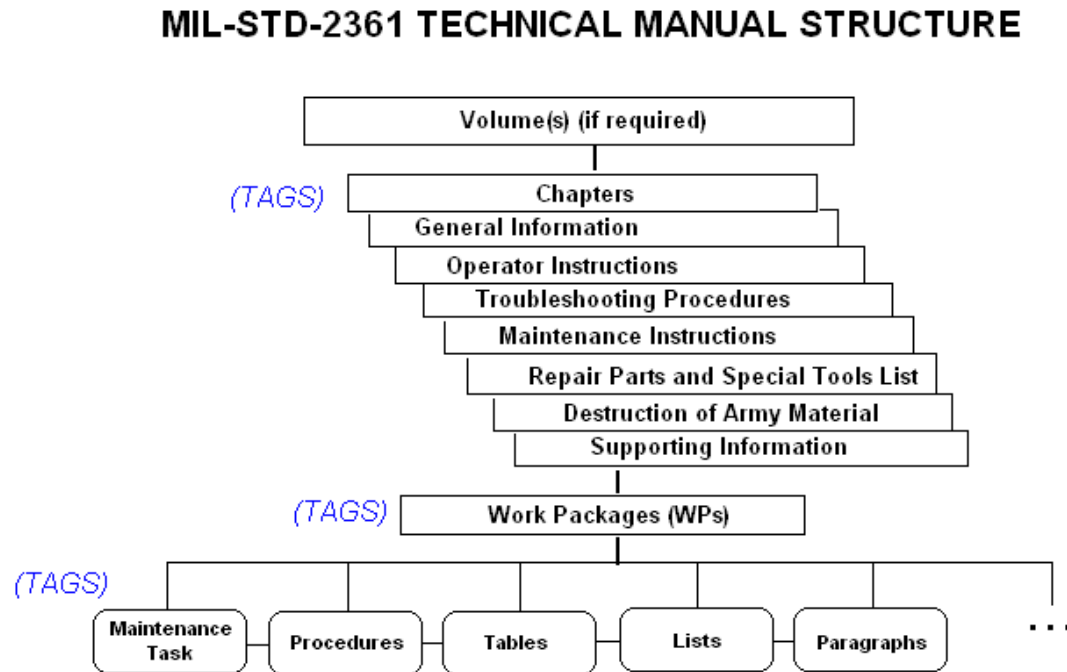 MIL-STD-2361 TECHNICAL MANUAL STRUCTURE
Volume(s) (if required)
(TAGS)
Chapters
General Information
Operator Instructions
Troubleshooting Procedures
Maintenance Instructions
Repair Parts and Special Tools List
Destruction of Army Material
Supporting Information
(TAGS)
Work Packages (WPs)
(TAGS)
Maintenance
Task
Procedures
Tables
Lists
Paragraphs
...